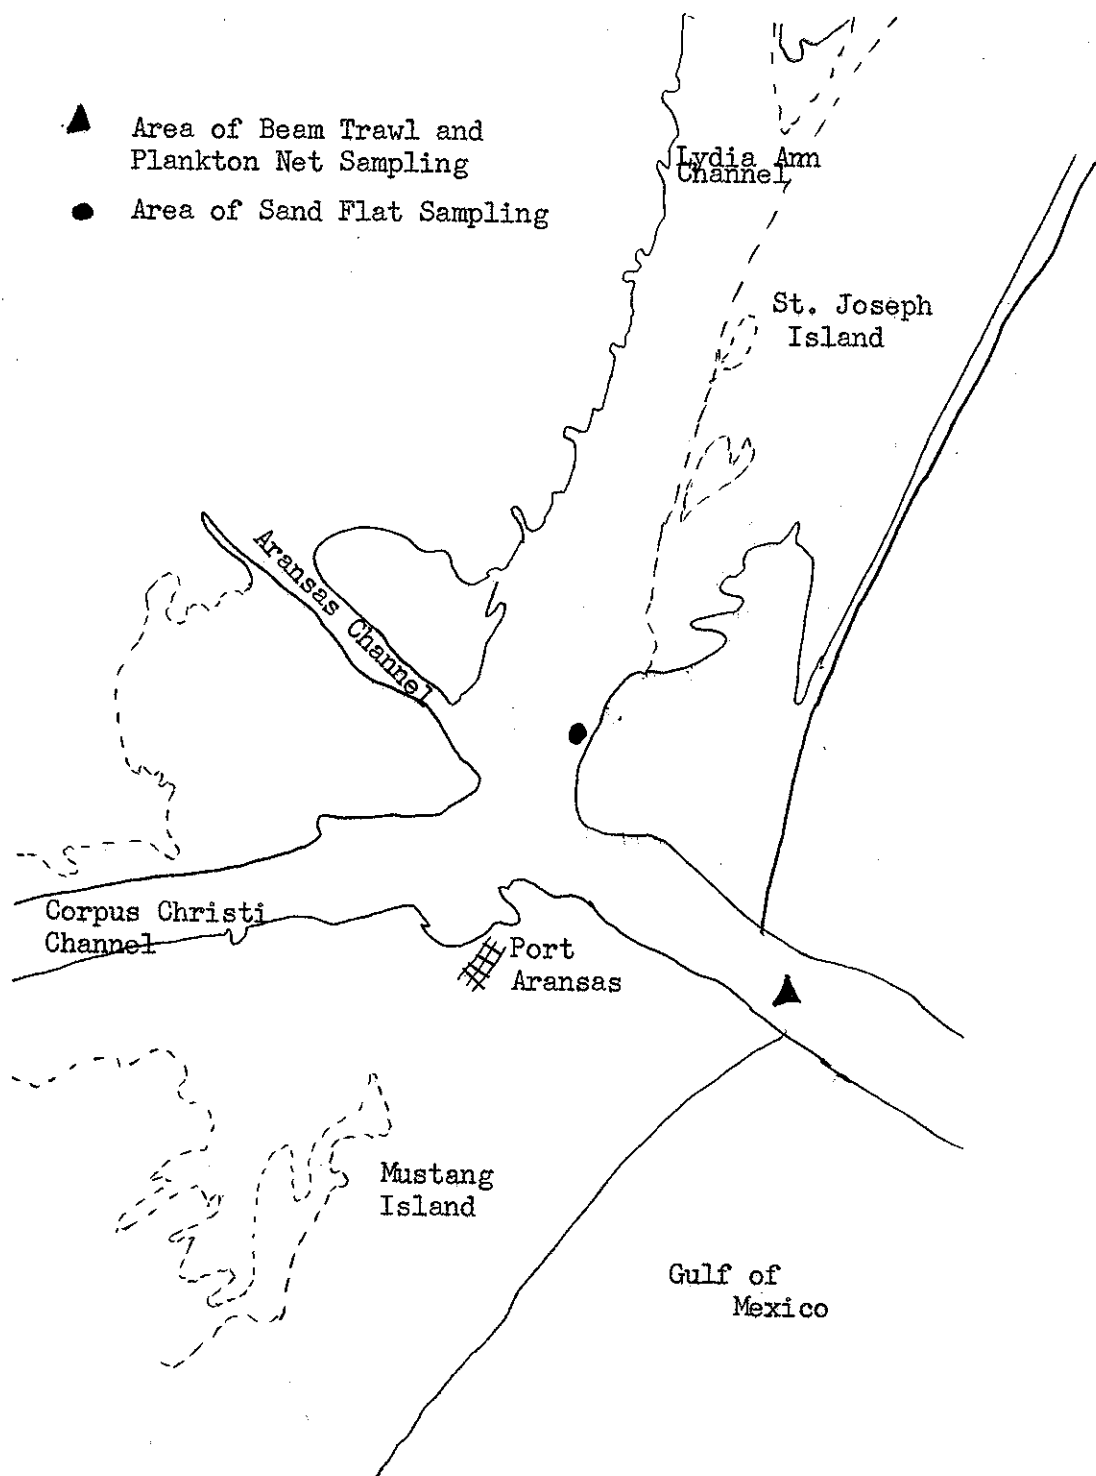 Area of Beam Trawl and
Plankton Net Sampling
Area of Sand Flat Sampling
Lydia Ann
Channel
St. Joseph
Island
Aransas Channel
Corpus Christi
Channel
Port
Aransas
Mustang
Island
Gulf of
Mexico